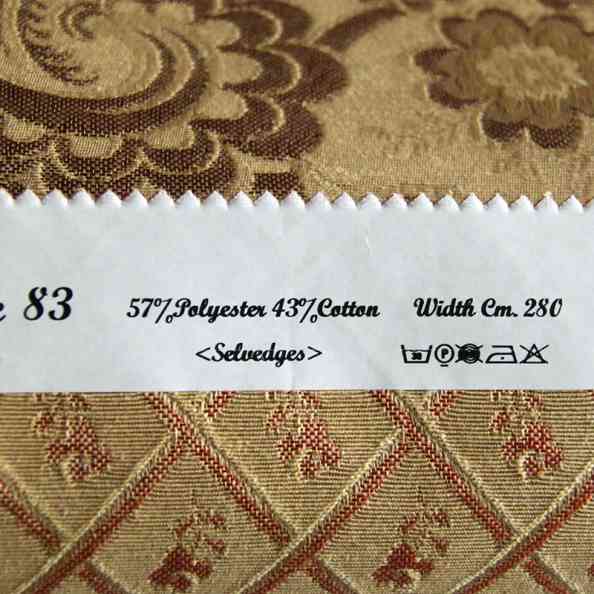 83 57%Polyester 43%Cotton Width Cm. 280
<Selvedges>